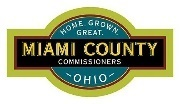 HOME. GROWN.
GREAT.
MIAMI COUNTY
COMMISSIONERS
OHIO